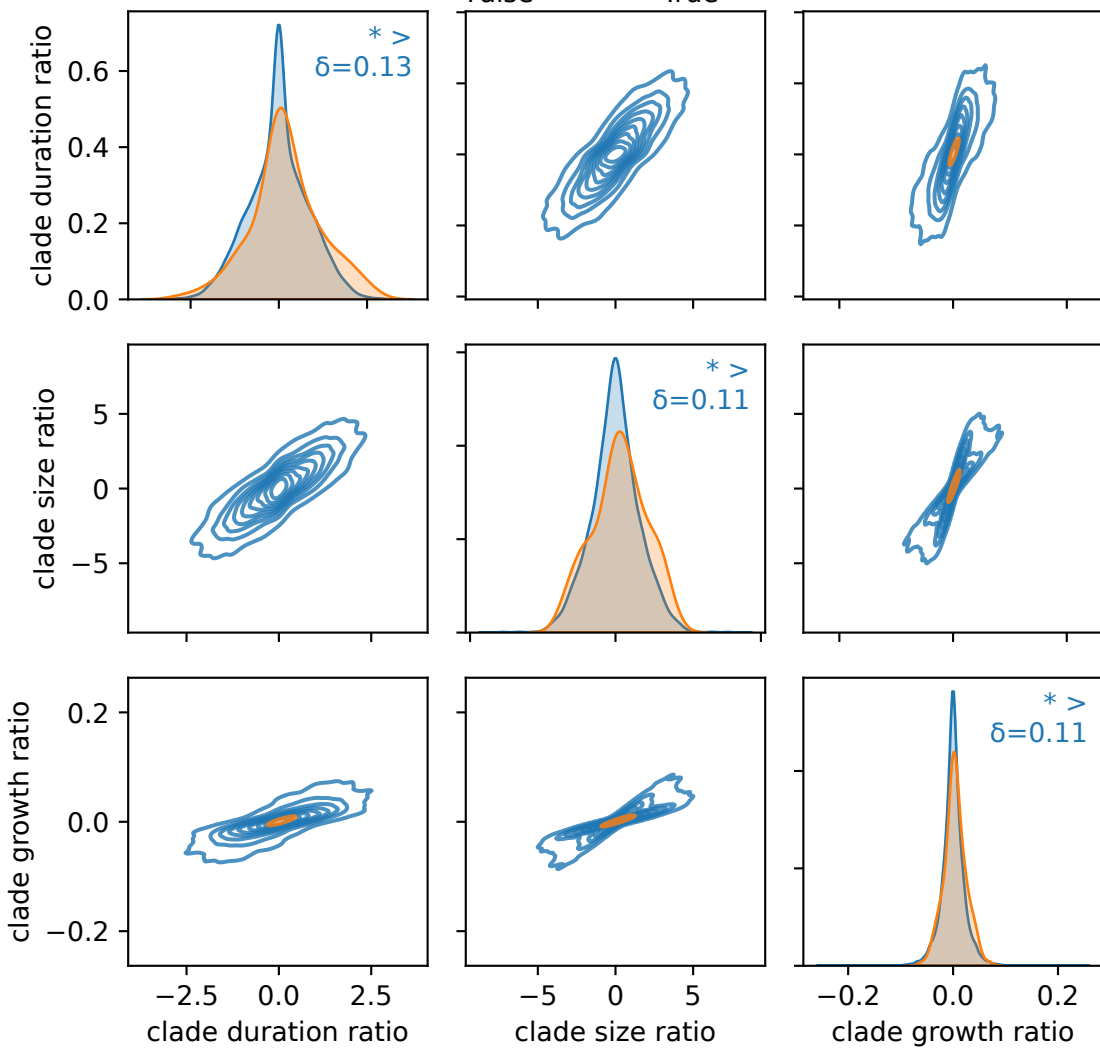 False True
clade duration ratio
0.6
0.4
0.2
0.0
* >
δ=0.13
clade size ratio
5
0
−5
* >
δ=0.11
clade growth ratio
0.2
0.0
−0.2
* >
δ=0.11
−2.5 0.0 2.5
−5 0 5
−0.2 0.0 0.2
clade duration ratio
clade size ratio
clade growth ratio